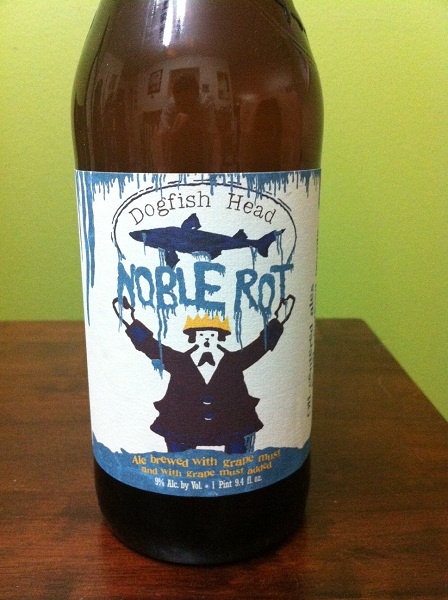 Dogfish Head
NOBLE ROT
Ale brewed with grape must
and with grape must added
9% Alc. by Vol. • 1 Pint 9.4 fl. oz.